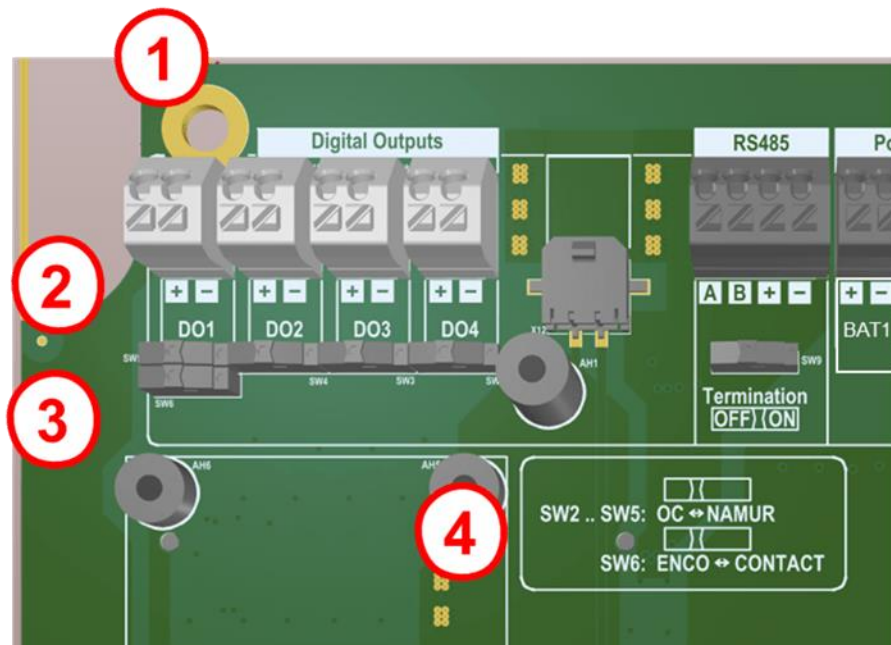 1
Digital Outputs
RS485
2
+ − + − + − + −
A B + −
+ −
DO1 DO2 DO3 DO4
BAT1
X12
SW4 SW3
AH1
SW9
SW6
3
Termination
OFF ON
AH6
4
SW2 .. SW5: OC ⇔ NAMUR
SW6: ENCO ⇔ CONTACT